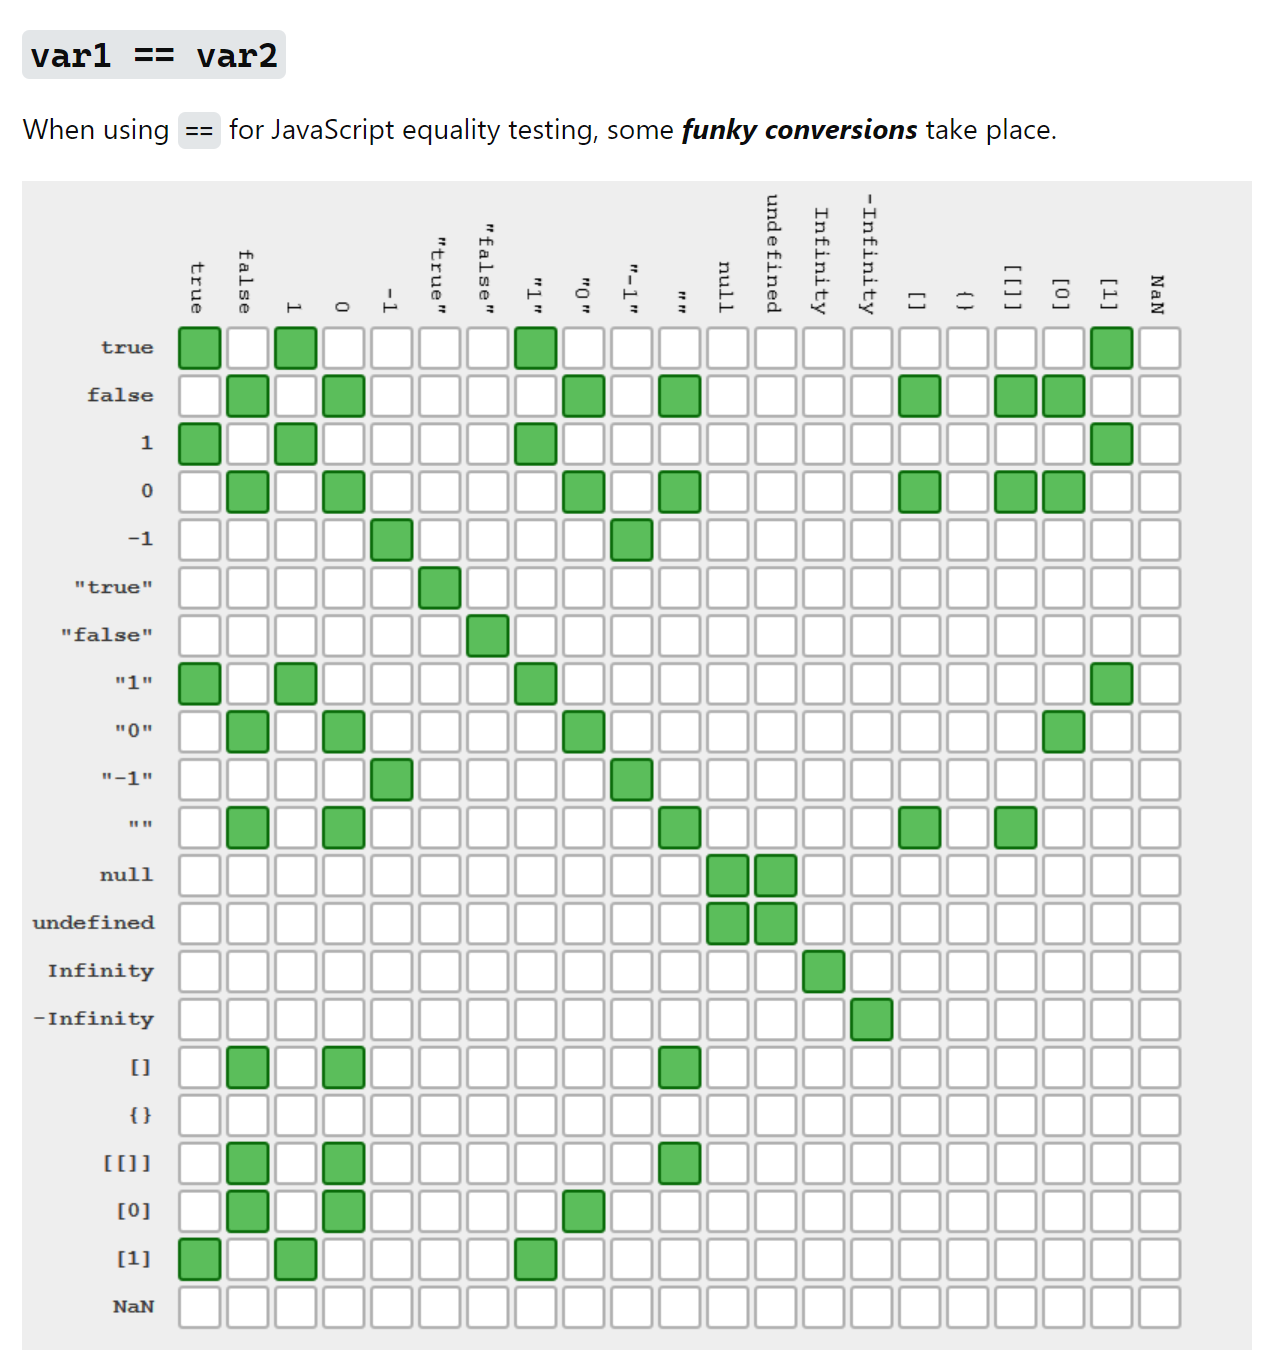 var1 == var2
When using == for JavaScript equality testing, some funky conversions take place.
true
false
1
0
-1
"true"
"false"
"1"
"0"
"-1"
""
null
undefined
Infinity
-Infinity
[]
{}
[[]]
[0]
[1]
NaN
true
false
1
0
-1
"true"
"false"
"1"
"0"
"-1"
""
null
undefined
Infinity
-Infinity
[]
{}
[[]]
[0]
[1]
NaN